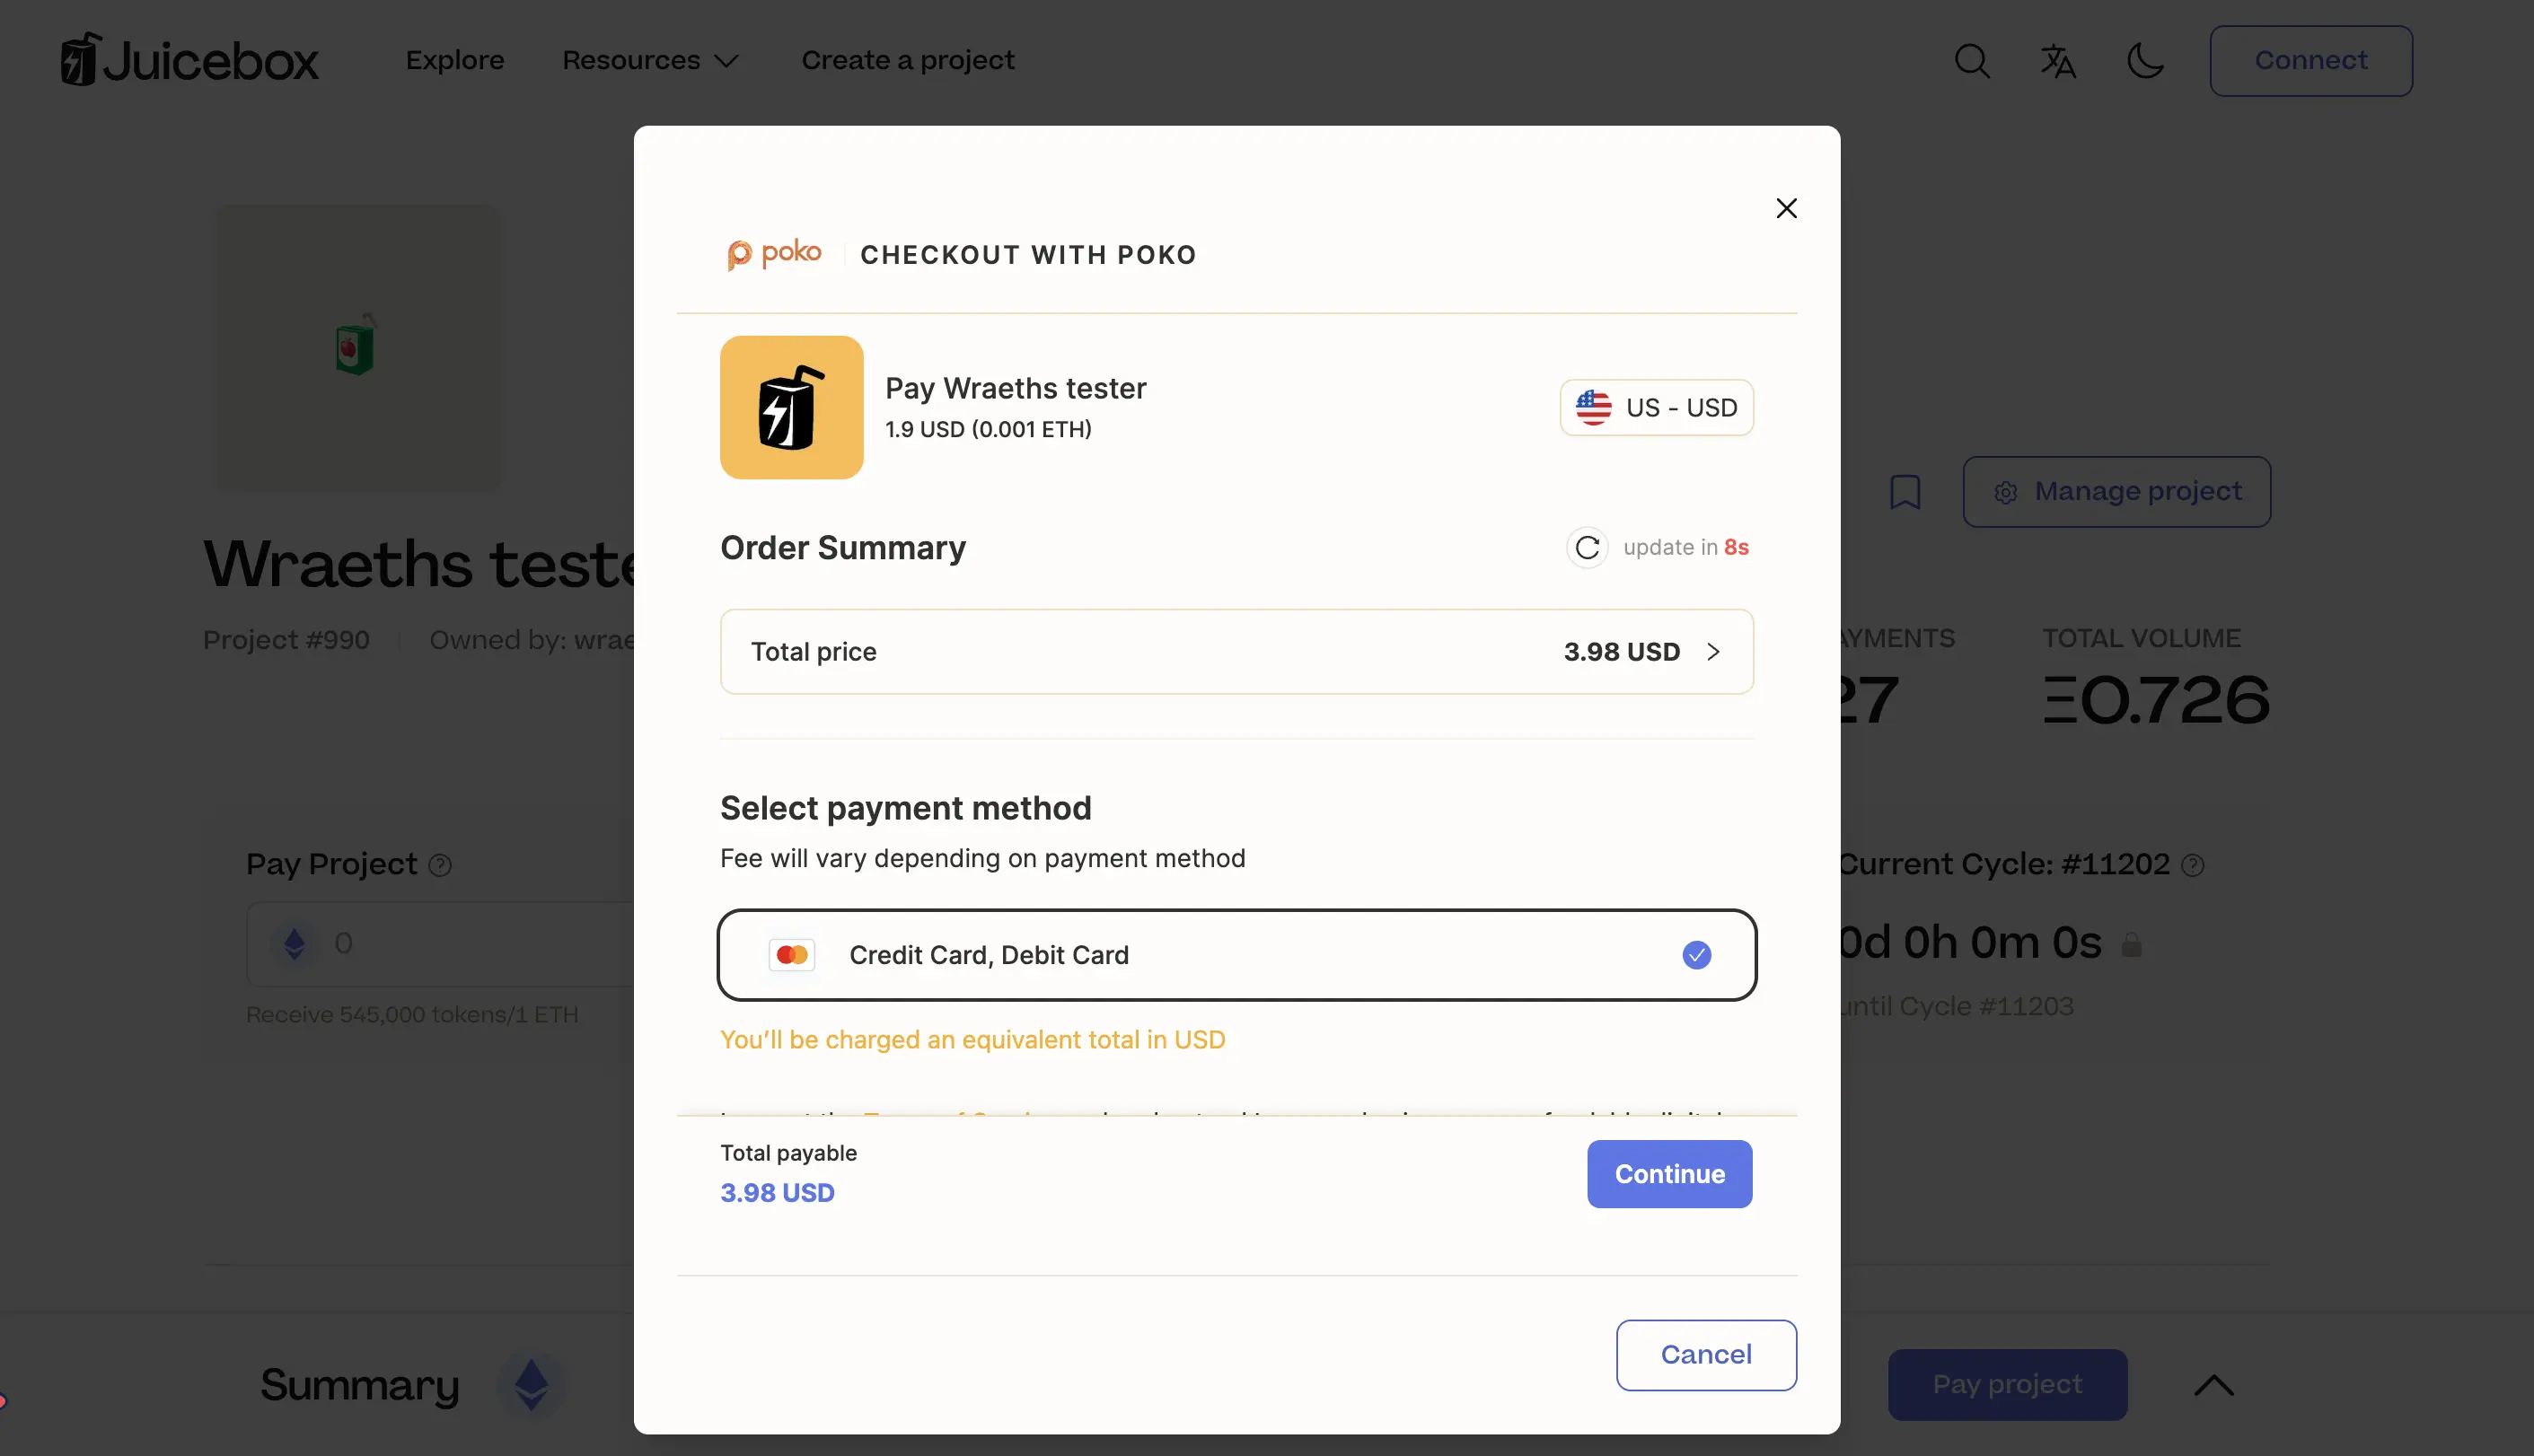 Juicebox Explore Resources Create a project Connect
poko CHECKOUT WITH POKO
Pay Wraeths tester
1.9 USD (0.001 ETH)
US - USD
Manage project
Order Summary
update in 8s
Wraeths teste
Project #990 Owned by: wrae
AYMENTS TOTAL VOLUME
27 Ξ0.726
Total price 3.98 USD
Select payment method
Fee will vary depending on payment method
Pay Project
0
Receive 545,000 tokens/1 ETH
Credit Card, Debit Card
You’ll be charged an equivalent total in USD
Current Cycle: #11202
0d 0h 0m 0s
until Cycle #11203
Total payable
3.98 USD
Continue
Cancel
Summary
Pay project